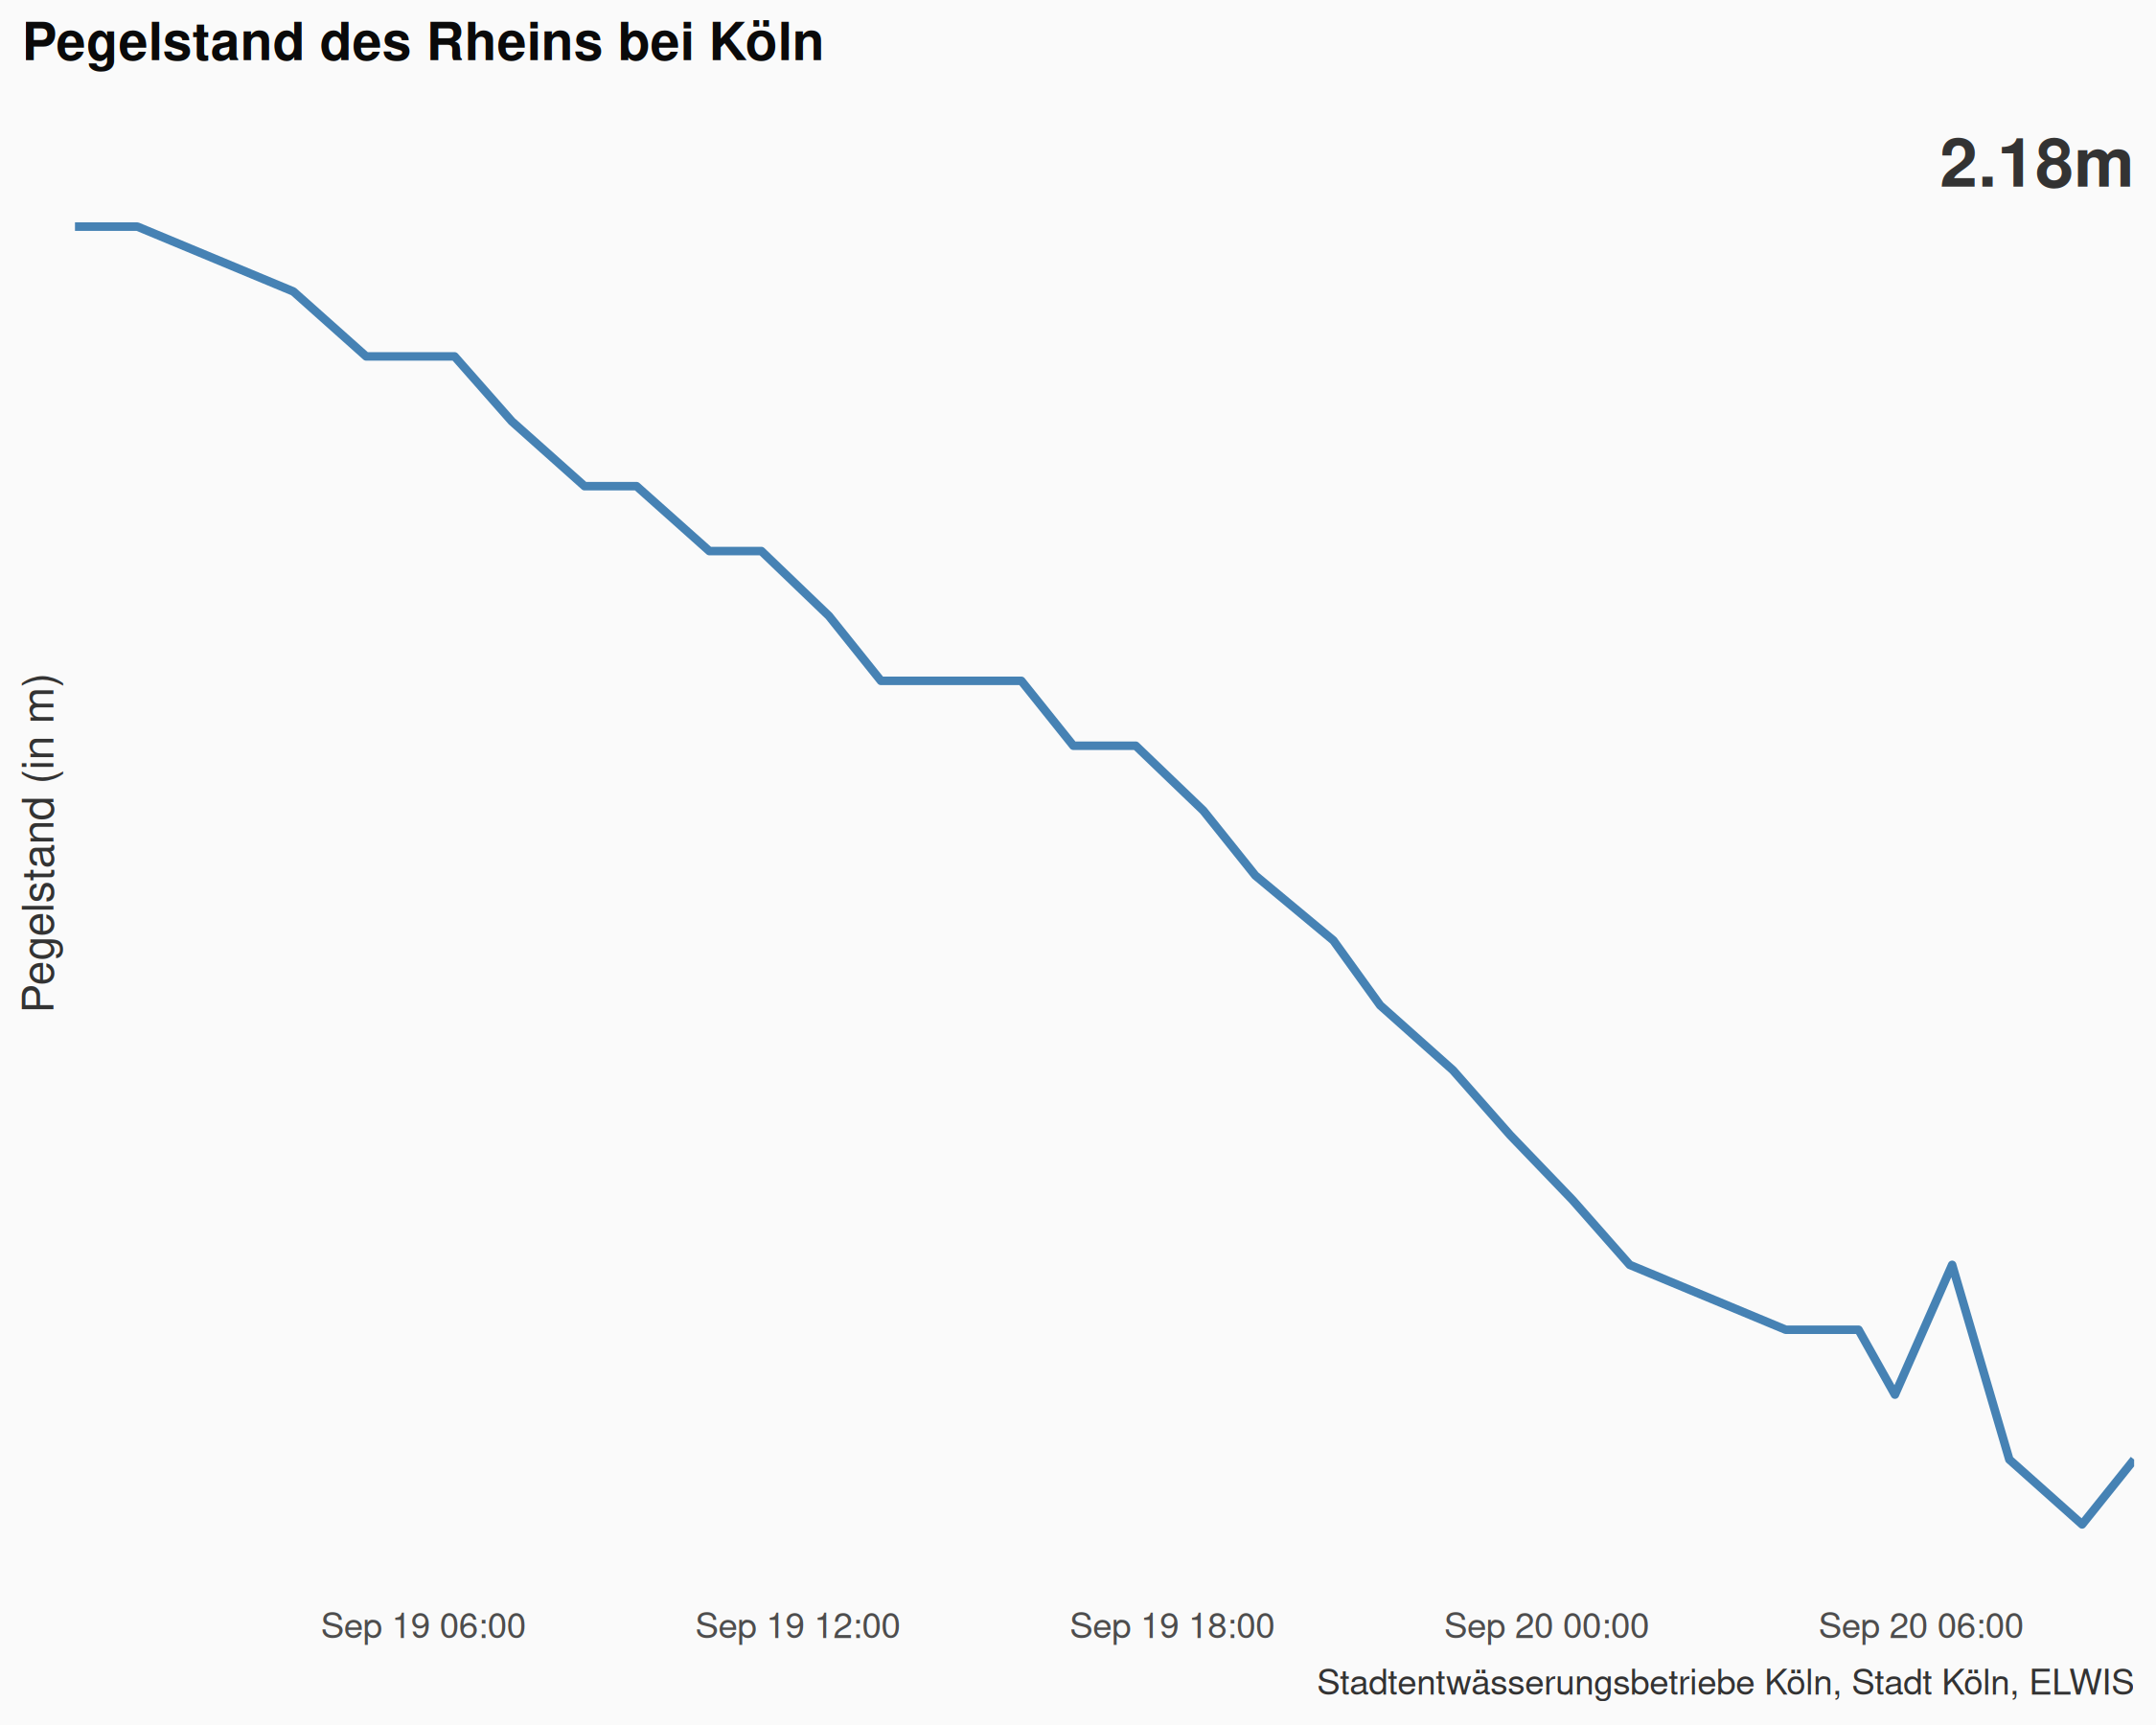 Pegelstand des Rheins bei Köln
2.18m
Pegelstand (in m)
Sep 19 06:00 Sep 19 12:00 Sep 19 18:00 Sep 20 00:00 Sep 20 06:00
Stadtentwässerungsbetriebe Köln, Stadt Köln, ELWIS